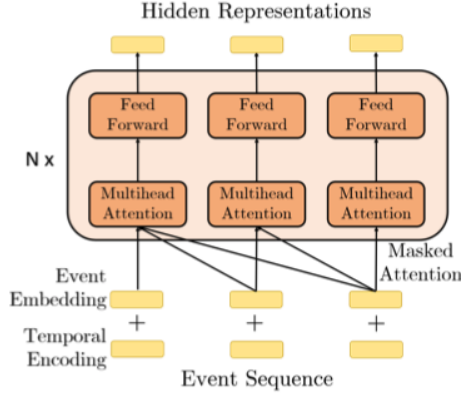 Hidden Representations
Feed
Forward
Feed
Forward
Feed
Forward
N x
Multihead
Attention
Multihead
Attention
Multihead
Attention
Masked
Attention
Event
Embedding
+ + +
Temporal
Encoding
Event Sequence